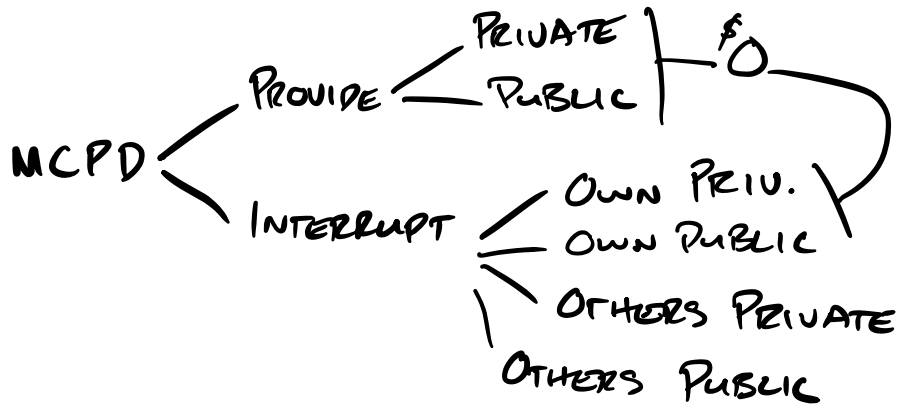 PRIVATE
$0
PROVIDE
PUBLIC
MCPD
OWN PRIV.
INTERRUPT
OWN PUBLIC
OTHERS PRIVATE
OTHERS PUBLIC